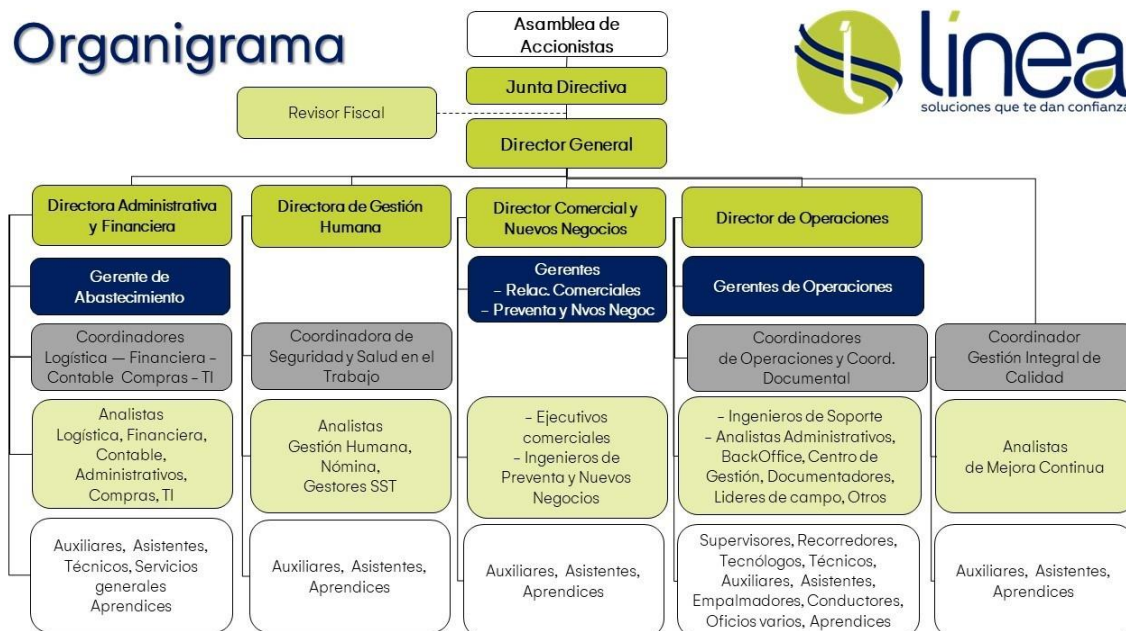 Organigrama
línea
soluciones que te dan confianza
Asamblea de
Accionistas
Junta Directiva
Revisor Fiscal
Director General
Directora Administrativa
y Financiera
Directora de Gestión
Humana
Director Comercial y
Nuevos Negocios
Director de Operaciones
Gerente de
Abastecimiento
Gerentes
– Relac. Comerciales
– Preventa y Nvos Negoc
Gerentes de Operaciones
Coordinadores
Logística — Financiera –
Contable Compras – TI
Coordinadora de
Seguridad y Salud en el
Trabajo
Coordinadores
de Operaciones y Coord.
Documental
Coordinador
Gestión Integral de
Calidad
Analistas
Logística, Financiera,
Contable,
Administrativos,
Compras, TI
Analistas
Gestión Humana,
Nómina,
Gestores SST
– Ejecutivos
comerciales
– Ingenieros de
Preventa y Nuevos
Negocios
– Ingenieros de Soporte
– Analistas Administrativos,
BackOffice, Centro de
Gestión, Documentadores,
Lideres de campo, Otros
Analistas
de Mejora Continua
Auxiliares, Asistentes,
Técnicos, Servicios
generales
Aprendices
Auxiliares, Asistentes,
Aprendices
Auxiliares, Asistentes,
Aprendices
Supervisores, Recorredores,
Tecnólogos, Técnicos,
Auxiliares, Asistentes,
Empalmadores, Conductores,
Oficios varios, Aprendices
Auxiliares, Asistentes,
Aprendices